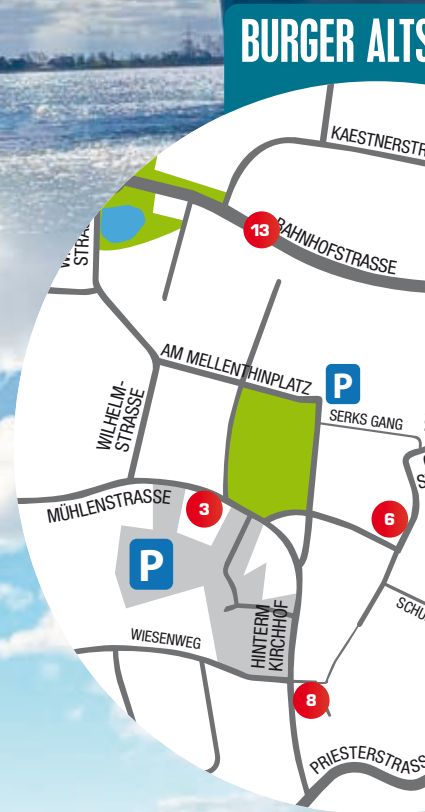 BURGER ALTS
KAESTNERSTR
13
BAHNHOFSTRASSE
STRA
AM MELLENTHINPLATZ
P
SERKS GANG
WILHELM-
STRASSE
3
MÜHLENSTRASSE
6
P
SCHU
WIESENWEG
HINTERM
KIRCHHOF
8
PRIESTERSTRASS